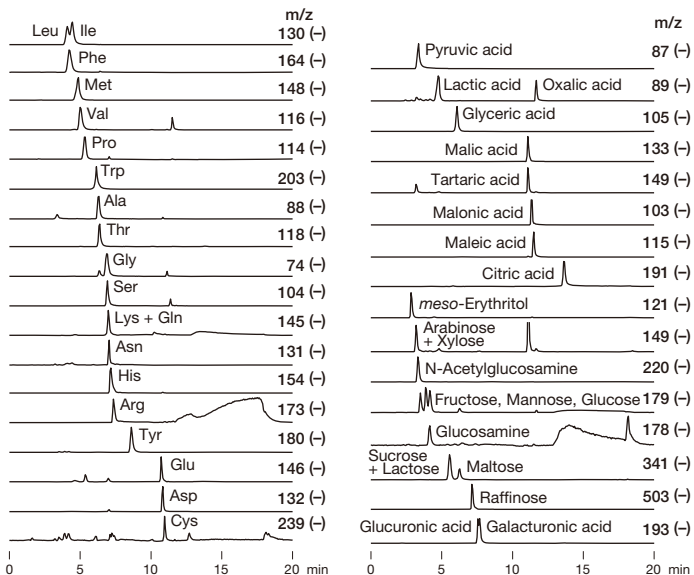 m/z
Leu Ile 130 (−)
Phe 164 (−)
Met 148 (−)
Val 116 (−)
Pro 114 (−)
Trp 203 (−)
Ala 88 (−)
Thr 118 (−)
Gly 74 (−)
Ser 104 (−)
Lys + Gln 145 (−)
Asn 131 (−)
His 154 (−)
Arg 173 (−)
Tyr 180 (−)
Glu 146 (−)
Asp 132 (−)
Cys 239 (−)
0 5 10 15 20 min
m/z
Pyruvic acid 87 (−)
Lactic acid Oxalic acid 89 (−)
Glyceric acid 105 (−)
Malic acid 133 (−)
Tartaric acid 149 (−)
Malonic acid 103 (−)
Maleic acid 115 (−)
Citric acid 191 (−)
meso-Erythritol 121 (−)
Arabinose
+ Xylose 149 (−)
N-Acetylglucosamine 220 (−)
Fructose, Mannose, Glucose 179 (−)
Glucosamine 178 (−)
Sucrose
+ Lactose Maltose 341 (−)
Raffinose 503 (−)
Glucuronic acid Galacturonic acid 193 (−)
0 5 10 15 20 min